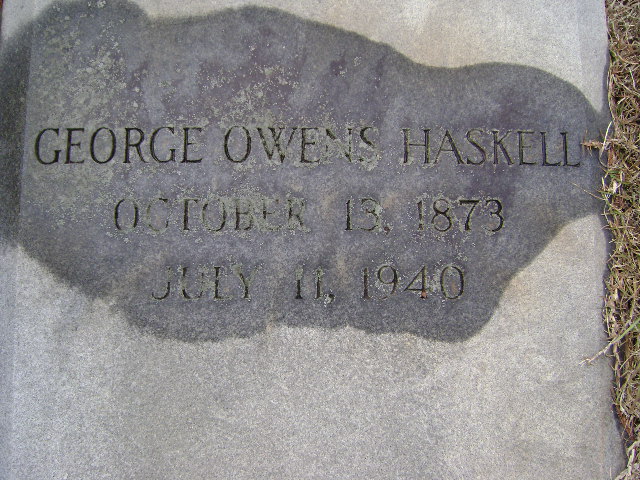 GEORGE OWENS HASKELL
OCTOBER 13, 1873
JULY 11, 1940